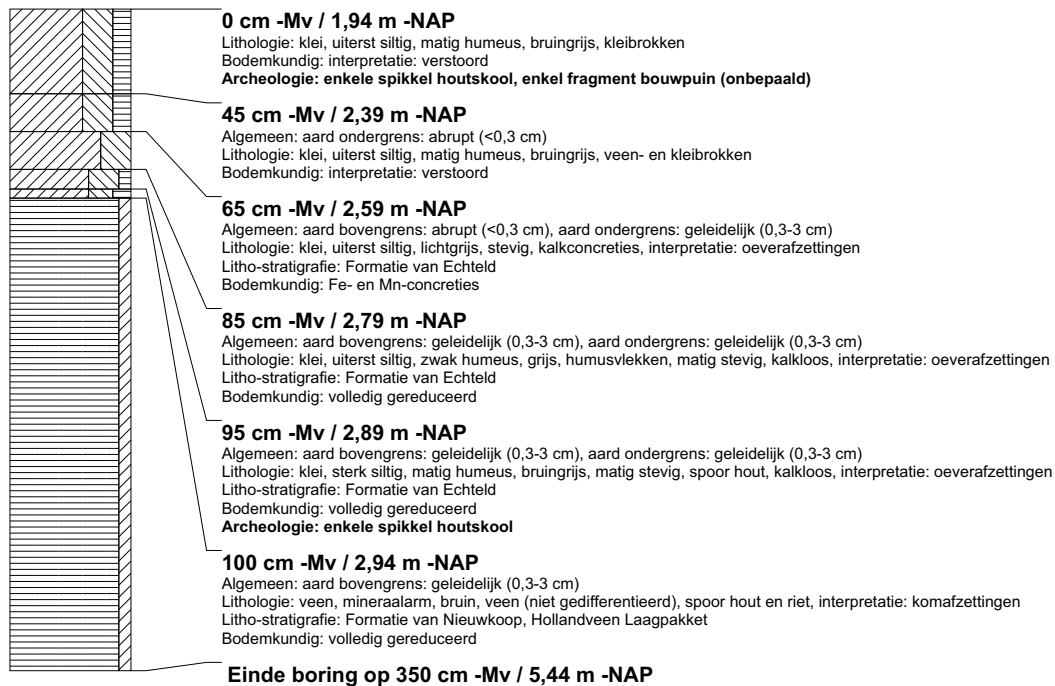 0 cm -Mv / 1,94 m -NAP
Lithologie: klei, uiterst siltig, matig humeus, bruingrijs, kleibrokken
Bodemkundig: interpretatie: verstoord
Archeologie: enkele spikkel houtskool, enkel fragment bouwpuin (onbepaald)
45 cm -Mv / 2,39 m -NAP
Algemeen: aard ondergrens: abrupt (<0,3 cm)
Lithologie: klei, uiterst siltig, matig humeus, bruingrijs, veen- en kleibrokken
Bodemkundig: interpretatie: verstoord
65 cm -Mv / 2,59 m -NAP
Algemeen: aard bovengrens: abrupt (<0,3 cm), aard ondergrens: geleidelijk (0,3-3 cm)
Lithologie: klei, uiterst siltig, lichtgrijs, stevig, kalkconcreties, interpretatie: oeverafzettingen
Litho-stratigrafie: Formatie van Echteld
Bodemkundig: Fe- en Mn-concreties
85 cm -Mv / 2,79 m -NAP
Algemeen: aard bovengrens: geleidelijk (0,3-3 cm), aard ondergrens: geleidelijk (0,3-3 cm)
Lithologie: klei, uiterst siltig, zwak humeus, grijs, humusvlekken, matig stevig, kalkloos, interpretatie: oeverafzettingen
Litho-stratigrafie: Formatie van Echteld
Bodemkundig: volledig gereduceerd
95 cm -Mv / 2,89 m -NAP
Algemeen: aard bovengrens: geleidelijk (0,3-3 cm), aard ondergrens: geleidelijk (0,3-3 cm)
Lithologie: klei, sterk siltig, matig humeus, bruingrijs, matig stevig, spoor hout, kalkloos, interpretatie: oeverafzettingen
Litho-stratigrafie: Formatie van Echteld
Bodemkundig: volledig gereduceerd
Archeologie: enkele spikkel houtskool
100 cm -Mv / 2,94 m -NAP
Algemeen: aard bovengrens: geleidelijk (0,3-3 cm)
Lithologie: veen, mineraalarm, bruin, veen (niet gedifferentieerd), spoor hout en riet, interpretatie: komafzettingen
Litho-stratigrafie: Formatie van Nieuwkoop, Hollandveen Laagpakket
Bodemkundig: volledig gereduceerd
Einde boring op 350 cm -Mv / 5,44 m -NAP